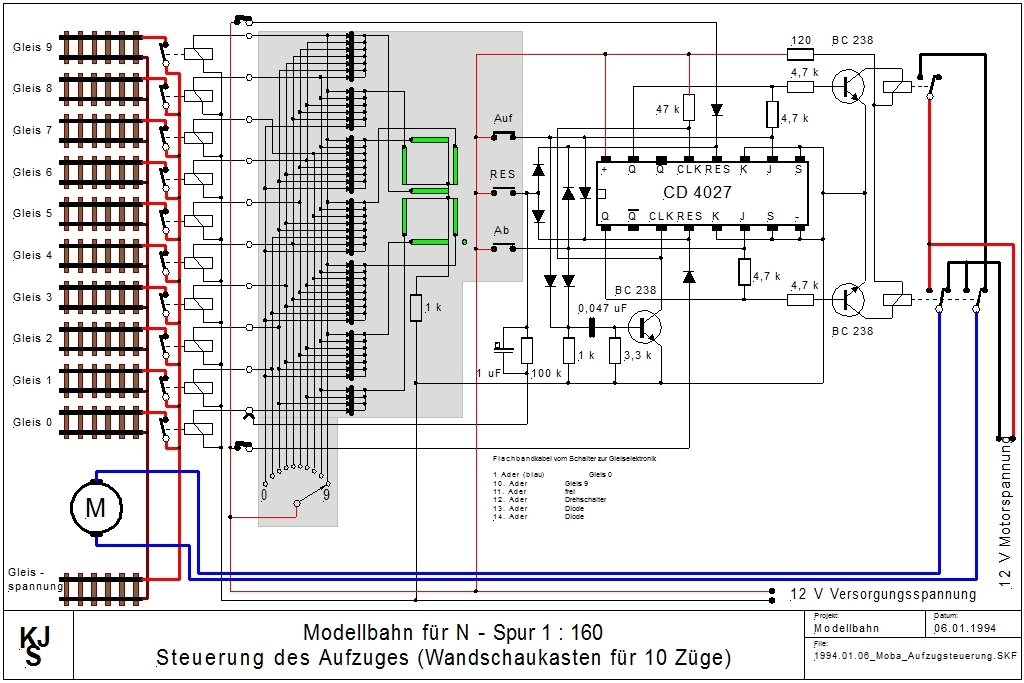 Gleis 9
Gleis 8
Gleis 7
Gleis 6
Gleis 5
Gleis 4
Gleis 3
Gleis 2
Gleis 1
Gleis 0
M
Gleis -
spannung
0
9
1 k
Auf
RES
Ab
120
BC 238
4,7 k
47 k
4,7 k
+ Q Q CLK RES K J S
CD 4027
Q Q CLK RES K J S -
4,7 k
4,7 k
BC 238
BC 238
0,047 uF
1 uF
100 k
1 k
3,3 k
Flachbandkabel vom Schalter zur Gleiselektronik
1 Ader (blau) Gleis 0
10. Ader Gleis 9
11. Ader frei
12. Ader Drehschalter
13. Ader Diode
14. Ader Diode
12 V Motorspannun
12 V Versorgungsspannung
KJ
S
Modellbahn für N - Spur 1 : 160
Steuerung des Aufzuges (Wandschaukasten für 10 Züge)
Projekt:
Modellbahn
Datum:
06.01.1994
File:
1994.01.06_Moba_Aufzugsteuerung.SKF